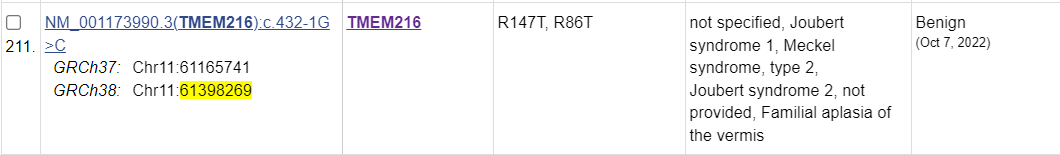 211.
NM_001173990.3(TMEM216):c.432-1G
>C
GRCh37: Chr11:61165741
GRCh38: Chr11:61398269
TMEM216
R147T, R86T
not specified, Joubert
syndrome 1, Meckel
syndrome, type 2,
Joubert syndrome 2, not
provided, Familial aplasia of
the vermis
Benign
(Oct 7, 2022)